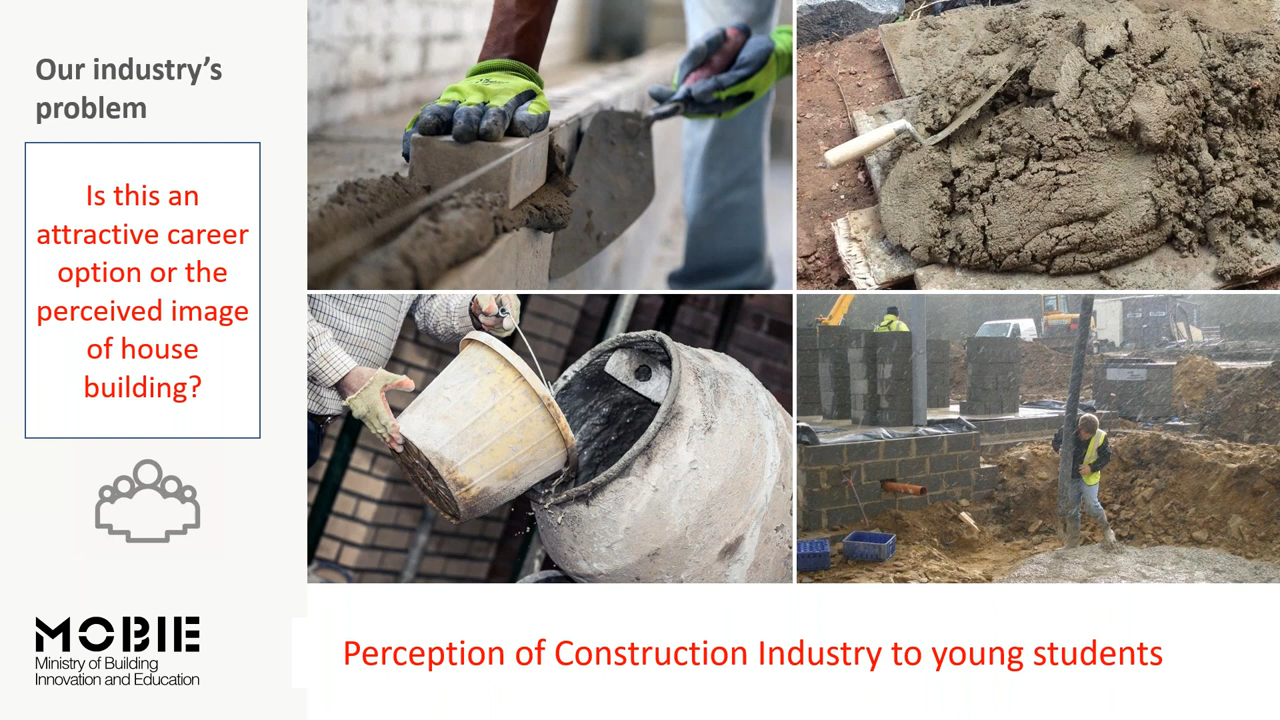 Our industry’s
problem
Is this an
attractive career
option or the
perceived image
of house
building?
MOBIE
Ministry of Building
Innovation and Education
Perception of Construction Industry to young students